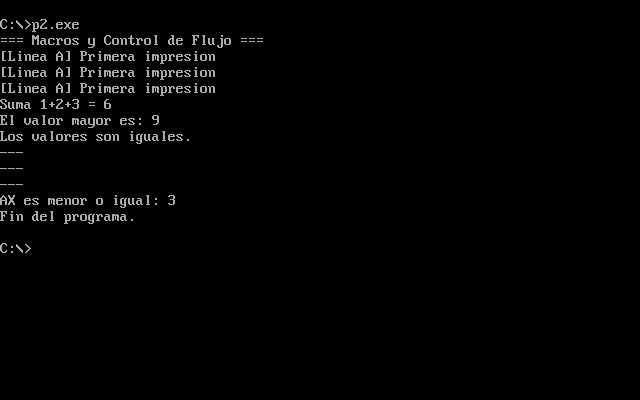 C:\>p2.exe
=== Macros y Control de Flujo ===
[Linea A] Primera impresion
[Linea A] Primera impresion
[Linea A] Primera impresion
Suma 1+2+3 = 6
El valor mayor es: 9
Los valores son iguales.
---
---
---
AX es menor o igual: 3
Fin del programa.
C:\>